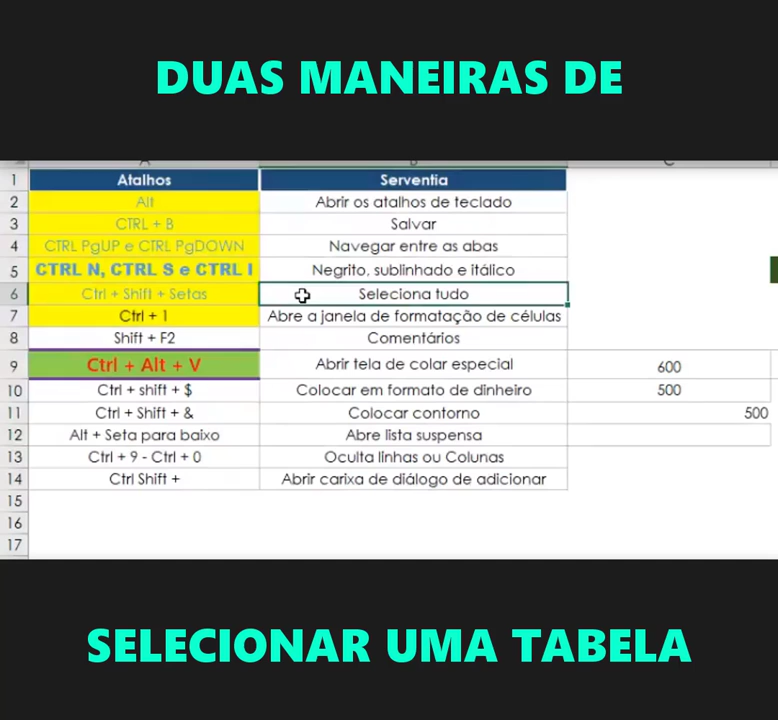 DUAS MANEIRAS DE
1 Atalhos Serventia
2 Alt Abrir os atalhos de teclado
3 CTRL + B Salvar
4 CTRL PgUP e CTRL PgDOWN Navegar entre as abas
5 CTRL N, CTRL S e CTRL I Negrito, sublinhado e itálico
6 Ctrl + Shift + Setas Seleciona tudo
7 Ctrl + 1 Abre a janela de formatação de células
8 Shift + F2 Comentários
9 Ctrl + Alt + V Abrir tela de colar especial 600
10 Ctrl + shift + $ Colocar em formato de dinheiro 500
11 Ctrl + Shift + & Colocar contorno 500
12 Alt + Seta para baixo Abre lista suspensa
13 Ctrl + 9 - Ctrl + 0 Oculta linhas ou Colunas
14 Ctrl Shift + Abrir carixa de diálogo de adicionar
15
16
17
SELECIONAR UMA TABELA